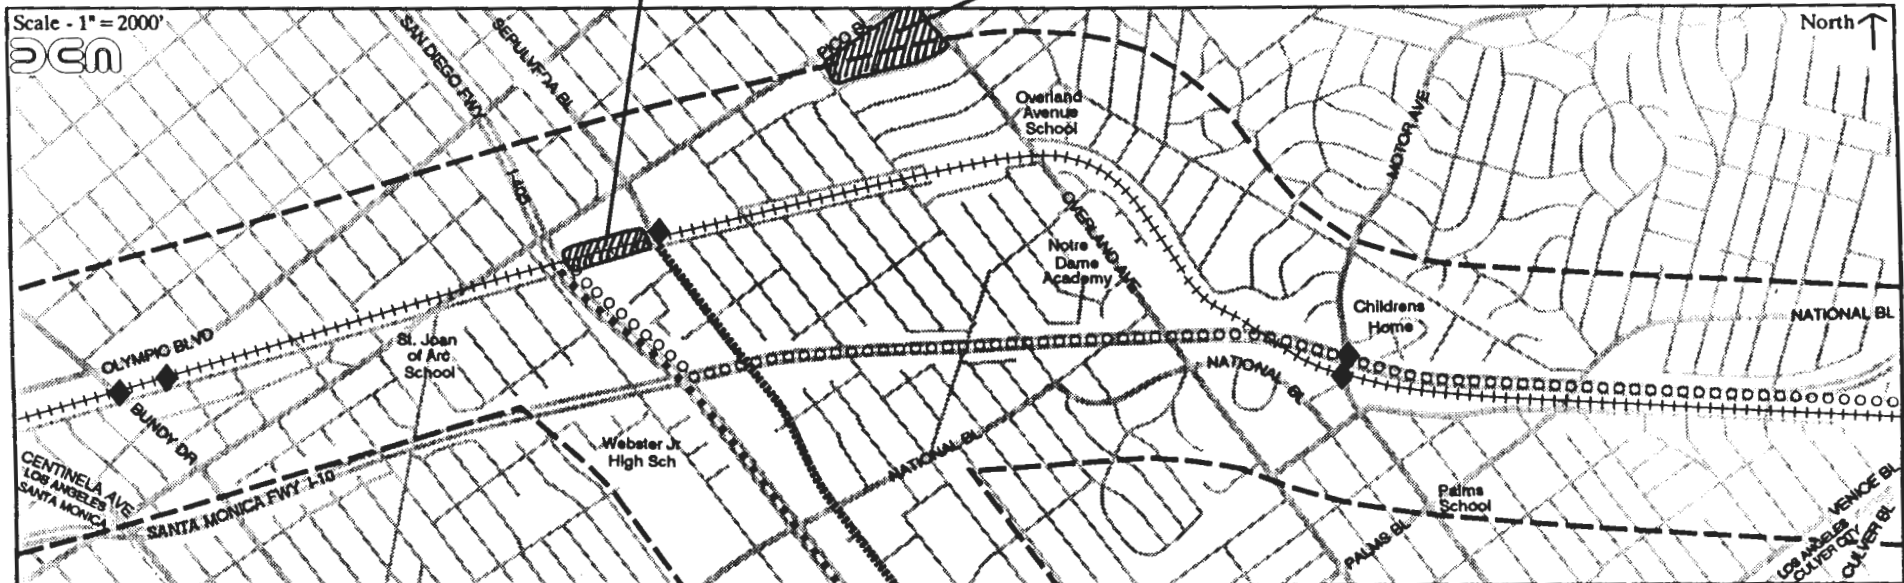 Scale - 1" = 2000'
DCM
North
SAN DIEGO FWY
SEPULVEDA BL
PICO BL
I-405
Overland
Avenue
School
MOTOR AVE
OVERLAND AVE
Notre
Dame
Academy
Childrens
Home
NATIONAL BL
OLYMPIC BLVD
St. Joan
of Arc
School
NATIONAL BL
BUNDY DR
Webster Jr
High Sch
NATIONAL BL
CENTINELA AVE
LOS ANGELES
SANTA MONICA
SANTA MONICA FWY I-10
Palms
School
PALMS BL
VENICE BL
LOS ANGELES
CULVER CITY
CULVER BL